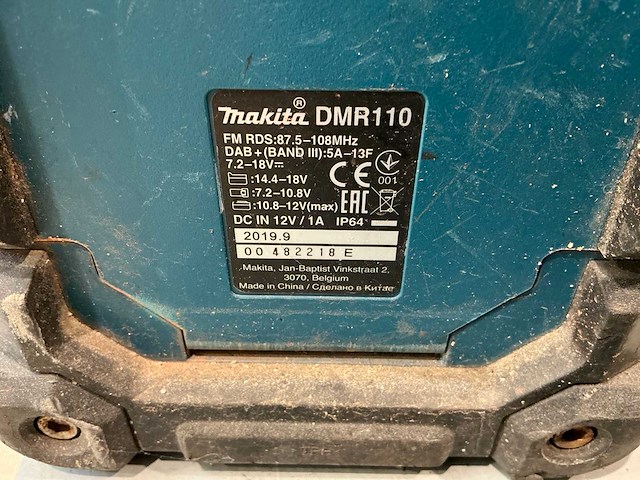 makita® DMR110
FM RDS:87.5–108MHz
DAB+(BAND III):5A–13F
7.2–18V
:14.4–18V
:7.2–10.8V
:10.8–12V(max)
CE
001
EAC
DC IN 12V / 1A IP64
2019.9
00 482218 E
Makita, Jan-Baptist Vinkstraat 2,
3070, Belgium
Made in China / Сделано в Китае